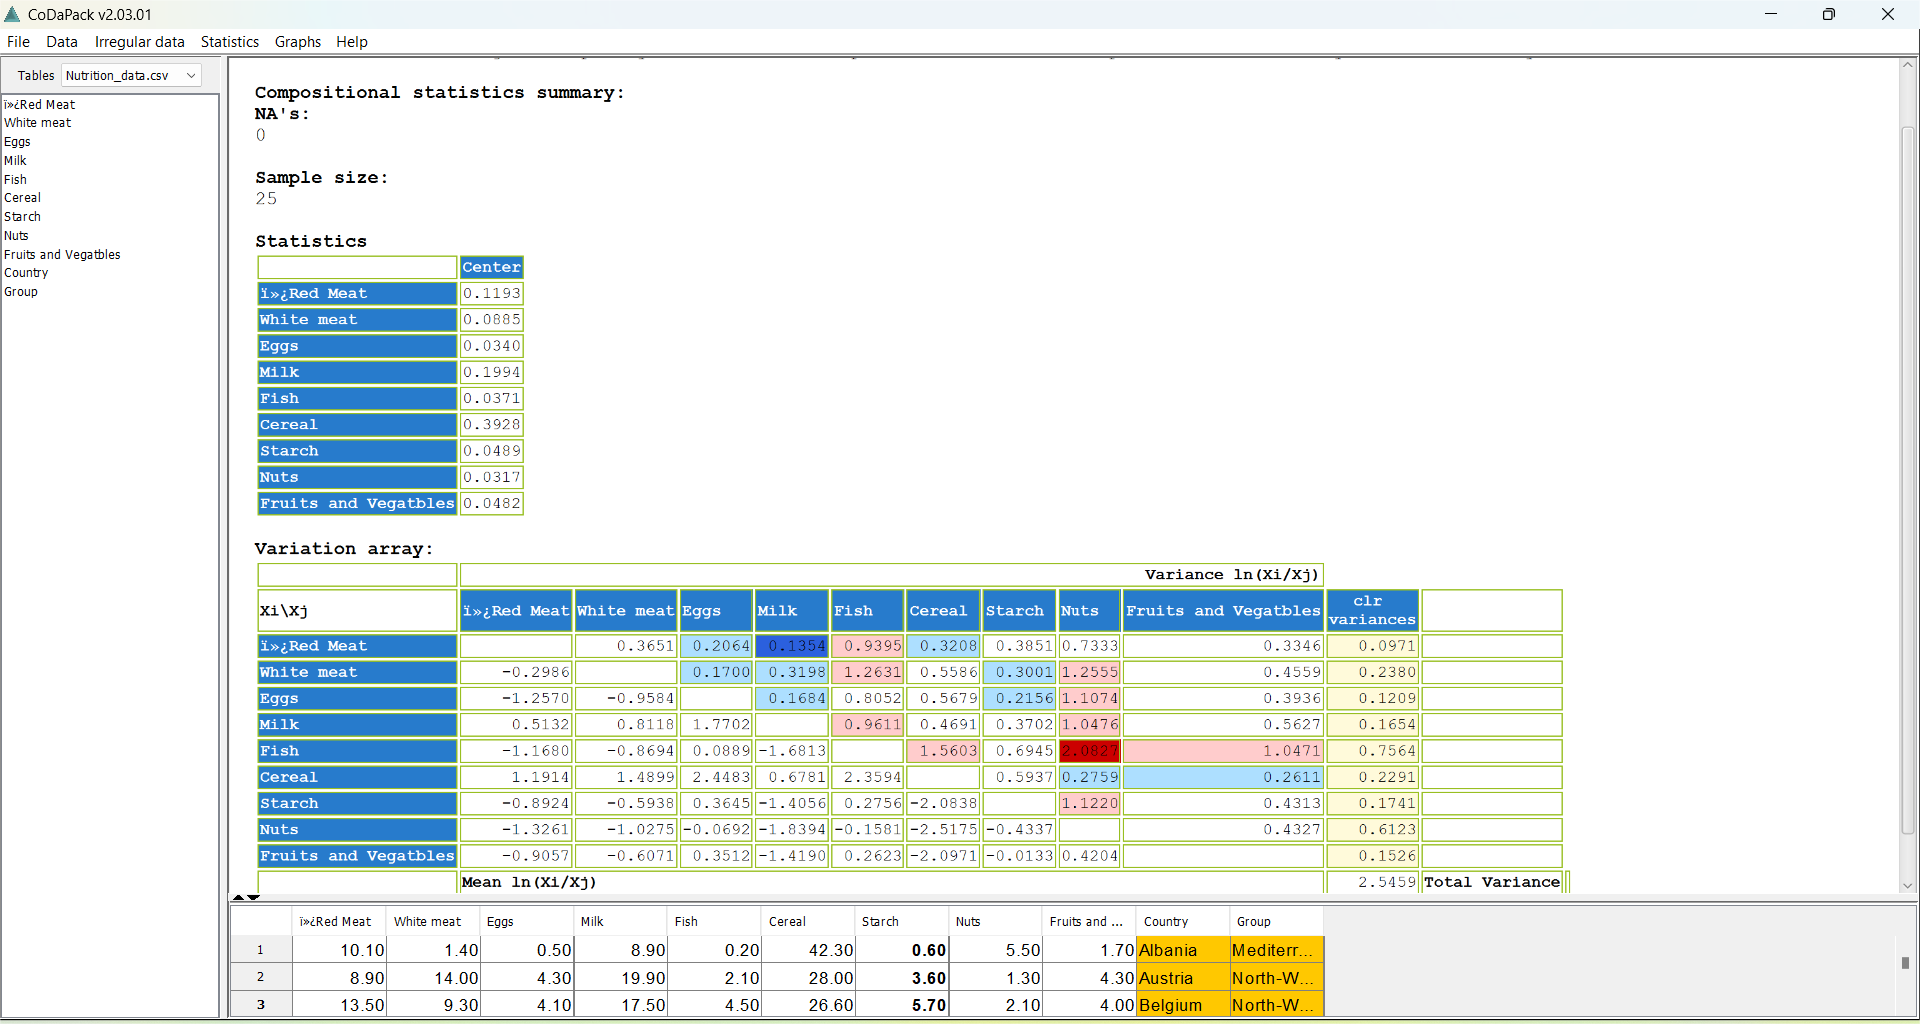 CoDaPack v2.03.01
File Data Irregular data Statistics Graphs Help
Tables Nutrition_data.csv
ï»¿Red Meat
White meat
Eggs
Milk
Fish
Cereal
Starch
Nuts
Fruits and Vegatbles
Country
Group
Compositional statistics summary:
NA's:
0
Sample size:
25
Statistics
Center
ï»¿Red Meat 0.1193
White meat 0.0885
Eggs 0.0340
Milk 0.1994
Fish 0.0371
Cereal 0.3928
Starch 0.0489
Nuts 0.0317
Fruits and Vegatbles 0.0482
Variation array:
Variance ln(Xi/Xj)
Xi\Xj ï»¿Red Meat White meat Eggs Milk Fish Cereal Starch Nuts Fruits and Vegatbles clr variances
ï»¿Red Meat 0.3651 0.2064 0.1354 0.9395 0.3208 0.3851 0.7333 0.3346 0.0971
White meat -0.2986 0.1700 0.3198 1.2631 0.5586 0.3001 1.2555 0.4559 0.2380
Eggs -1.2570 -0.9584 0.1684 0.8052 0.5679 0.2156 1.1074 0.3936 0.1209
Milk 0.5132 0.8118 1.7702 0.9611 0.4691 0.3702 1.0476 0.5627 0.1654
Fish -1.1680 -0.8694 0.0889 -1.6813 1.5603 0.6945 2.0827 1.0471 0.7564
Cereal 1.1914 1.4899 2.4483 0.6781 2.3594 0.5937 0.2759 0.2611 0.2291
Starch -0.8924 -0.5938 0.3645 -1.4056 0.2756 -2.0838 1.1220 0.4313 0.1741
Nuts -1.3261 -1.0275 -0.0692 -1.8394 -0.1581 -2.5175 -0.4337 0.4327 0.6123
Fruits and Vegatbles -0.9057 -0.6071 0.3512 -1.4190 0.2623 -2.0971 -0.0133 0.4204 0.1526
Mean ln(Xi/Xj) 2.5459 Total Variance
ï»¿Red Meat White meat Eggs Milk Fish Cereal Starch Nuts Fruits and ... Country Group
1 10.10 1.40 0.50 8.90 0.20 42.30 0.60 5.50 1.70 Albania Mediterr...
2 8.90 14.00 4.30 19.90 2.10 28.00 3.60 1.30 4.30 Austria North-W...
3 13.50 9.30 4.10 17.50 4.50 26.60 5.70 2.10 4.00 Belgium North-W...